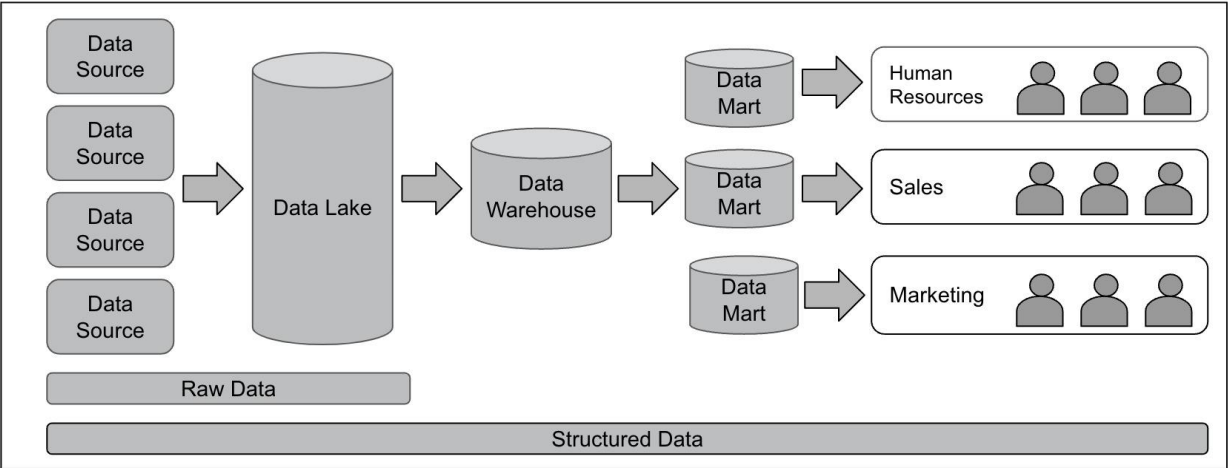 Data
Source
Data
Source
Data
Source
Data
Source
Data Lake
Data
Warehouse
Data
Mart
Data
Mart
Data
Mart
Human
Resources
Sales
Marketing
Raw Data
Structured Data